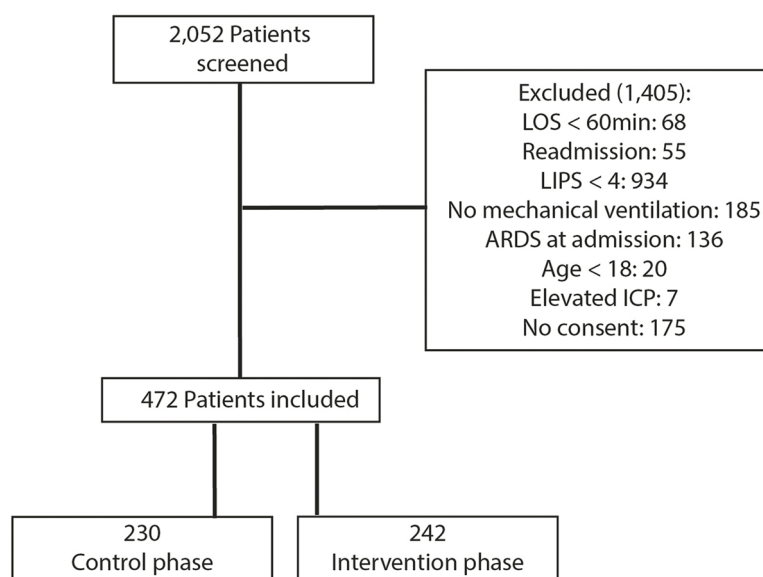 2,052 Patients
screened
Excluded (1,405):
LOS < 60min: 68
Readmission: 55
LIPS < 4: 934
No mechanical ventilation: 185
ARDS at admission: 136
Age < 18: 20
Elevated ICP: 7
No consent: 175
472 Patients included
230
Control phase
242
Intervention phase